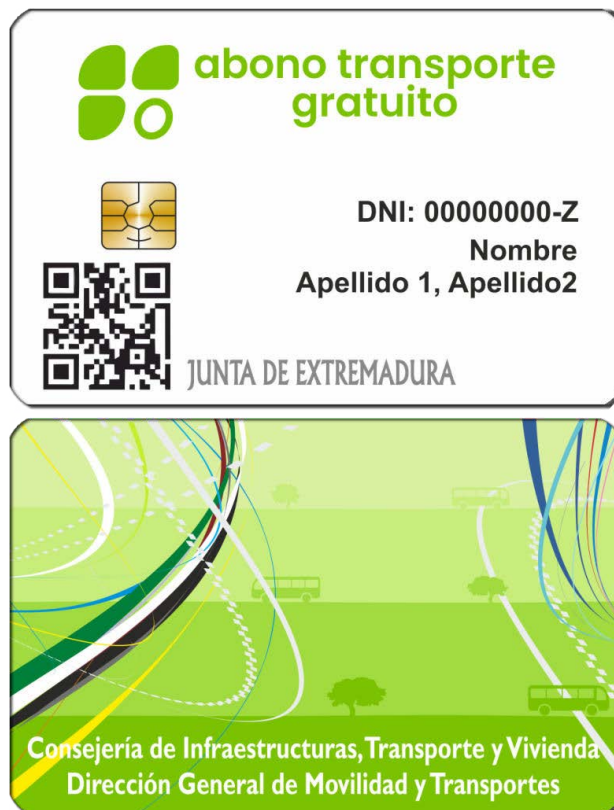 abono transporte
gratuito
DNI: 00000000-Z
Nombre
Apellido 1, Apellido2
JUNTA DE EXTREMADURA
Consejería de Infraestructuras, Transporte y Vivienda
Dirección General de Movilidad y Transportes